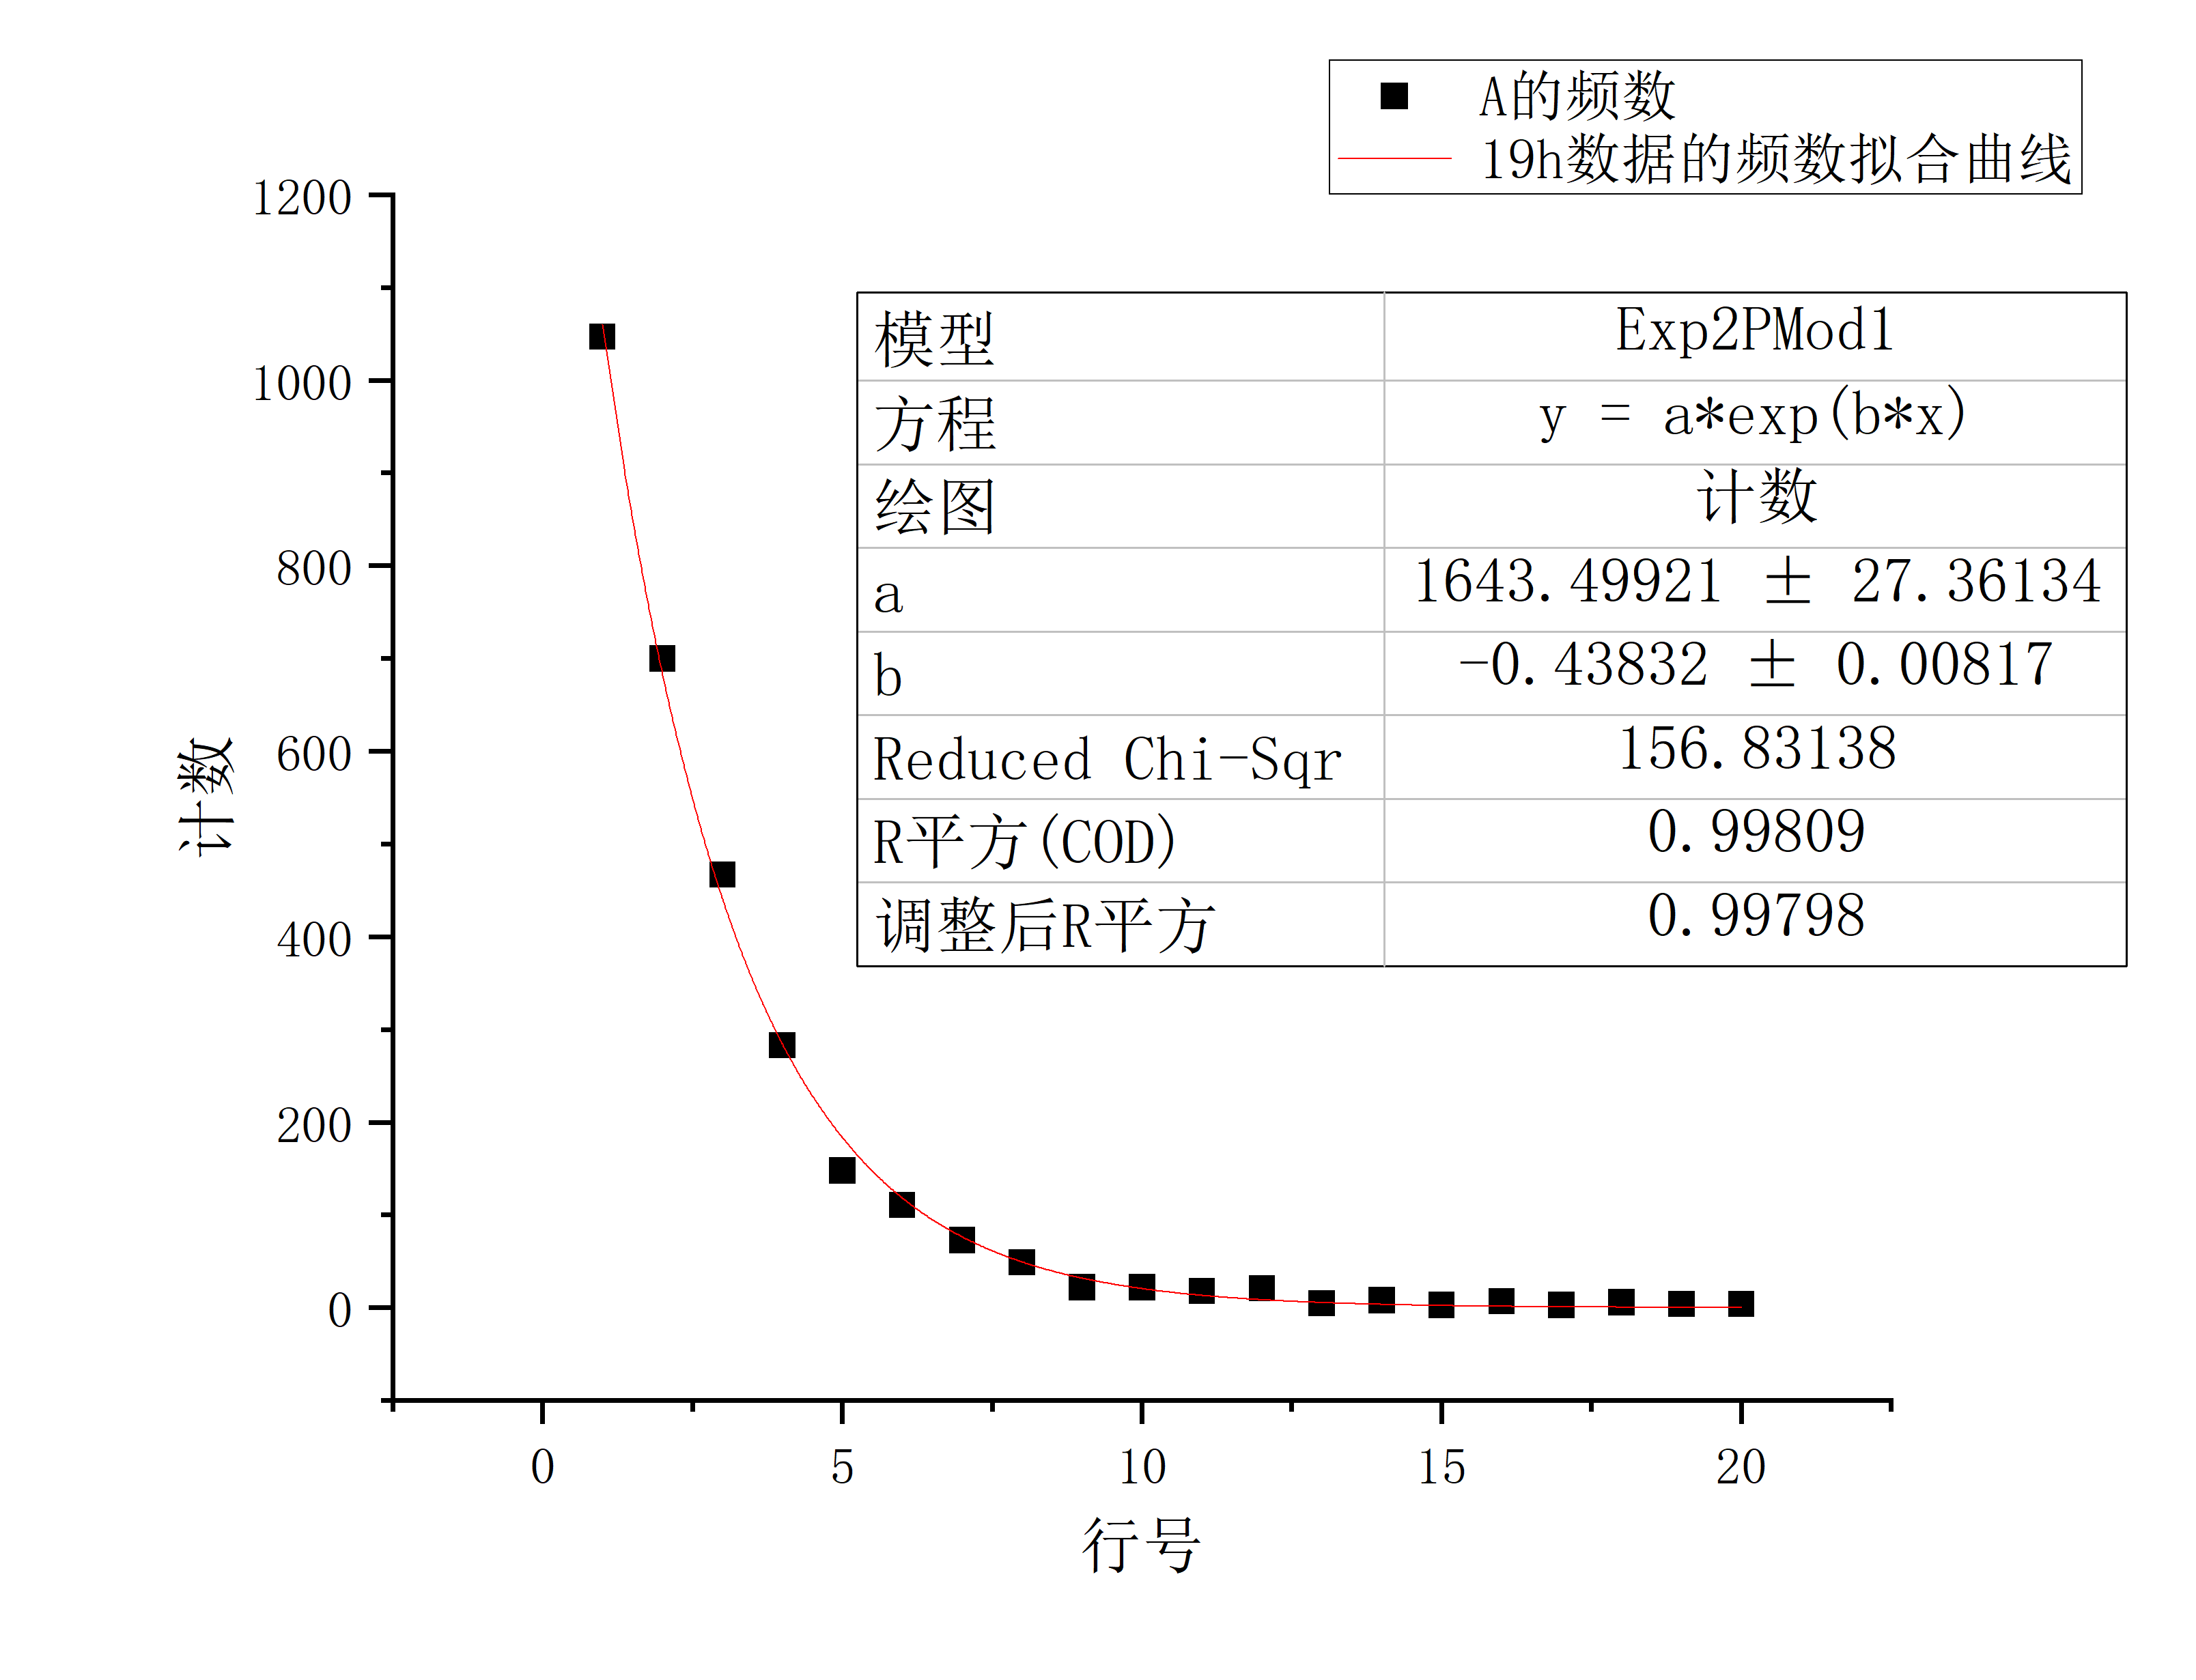 A的频数
19h数据的频数拟合曲线
1200
1000
800
600
400
200
0
计数
模型 Exp2PMod1
方程 y = a*exp(b*x)
绘图 计数
a 1643.49921 ± 27.36134
b -0.43832 ± 0.00817
Reduced Chi-Sqr 156.83138
R平方(COD) 0.99809
调整后R平方 0.99798
0 5 10 15 20
行号